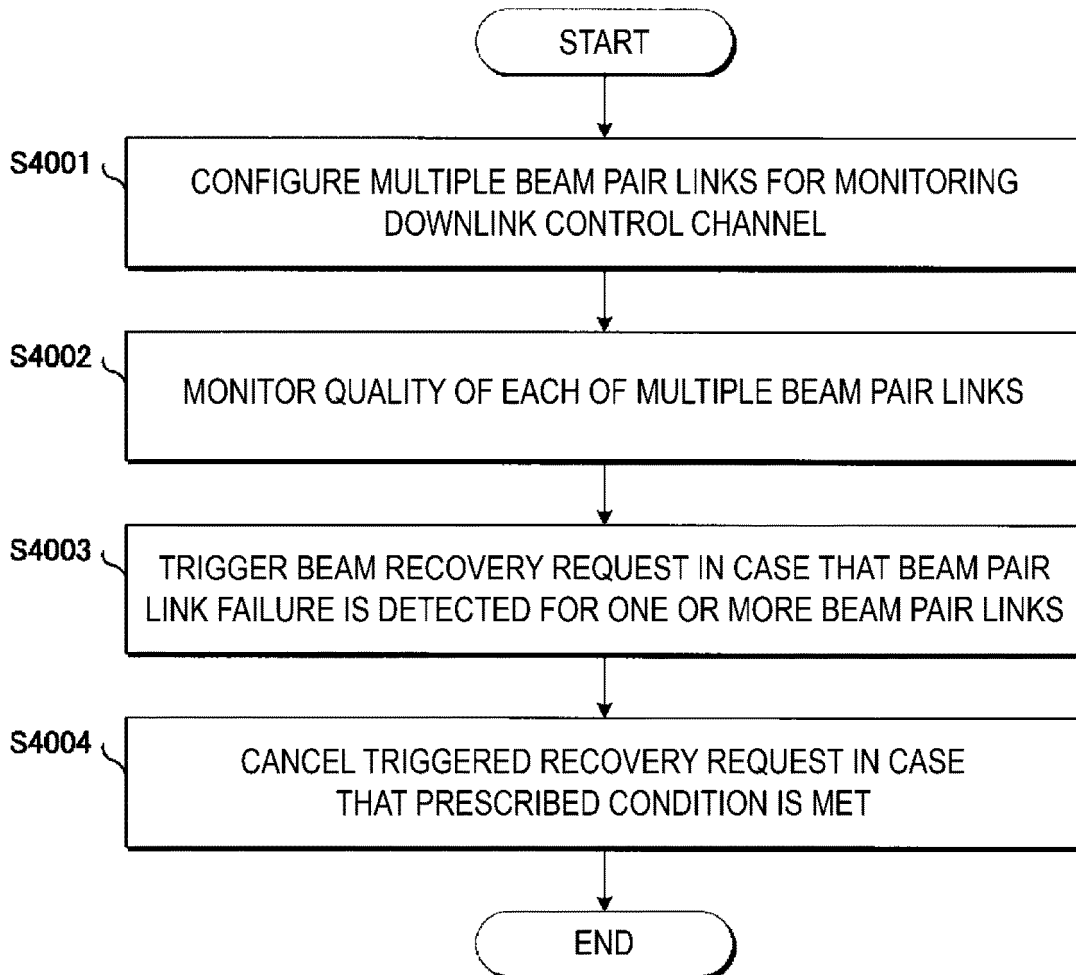 START
S4001
CONFIGURE MULTIPLE BEAM PAIR LINKS FOR MONITORING
DOWNLINK CONTROL CHANNEL
S4002
MONITOR QUALITY OF EACH OF MULTIPLE BEAM PAIR LINKS
S4003
TRIGGER BEAM RECOVERY REQUEST IN CASE THAT BEAM PAIR
LINK FAILURE IS DETECTED FOR ONE OR MORE BEAM PAIR LINKS
S4004
CANCEL TRIGGERED RECOVERY REQUEST IN CASE
THAT PRESCRIBED CONDITION IS MET
END